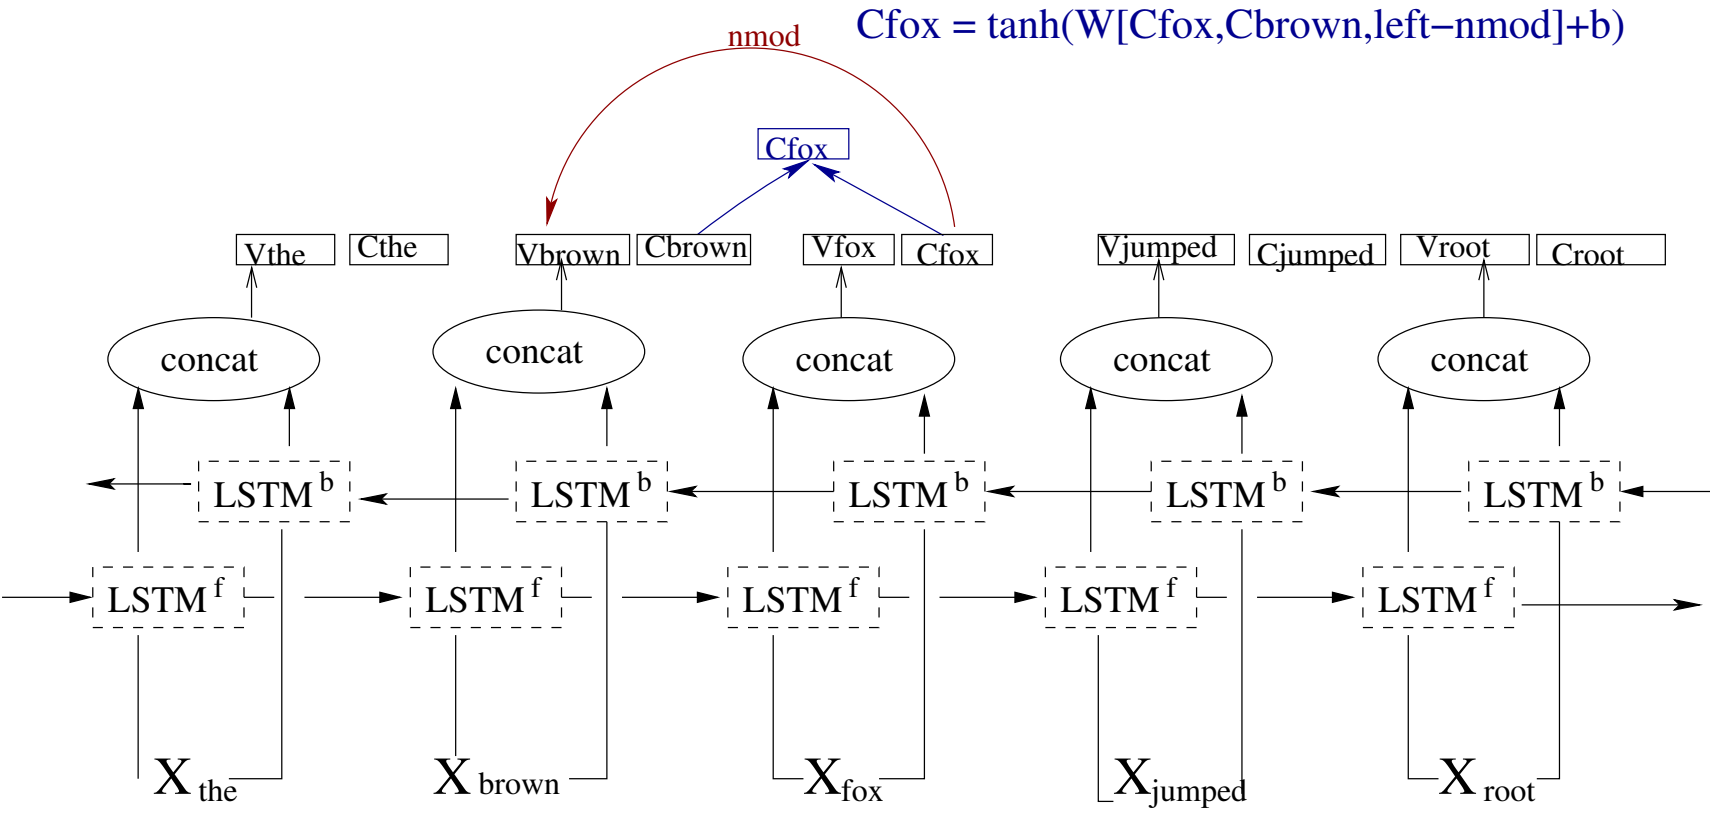 Cfox = tanh(W[Cfox,Cbrown,left−nmod]+b)
nmod
Cfox
Vthe Cthe Vbrown Cbrown Vfox Cfox Vjumped Cjumped Vroot Croot
concat concat concat concat concat
LSTM b LSTM b LSTM b LSTM b LSTM b
LSTM f LSTM f LSTM f LSTM f LSTM f
X the X brown X fox X jumped X root